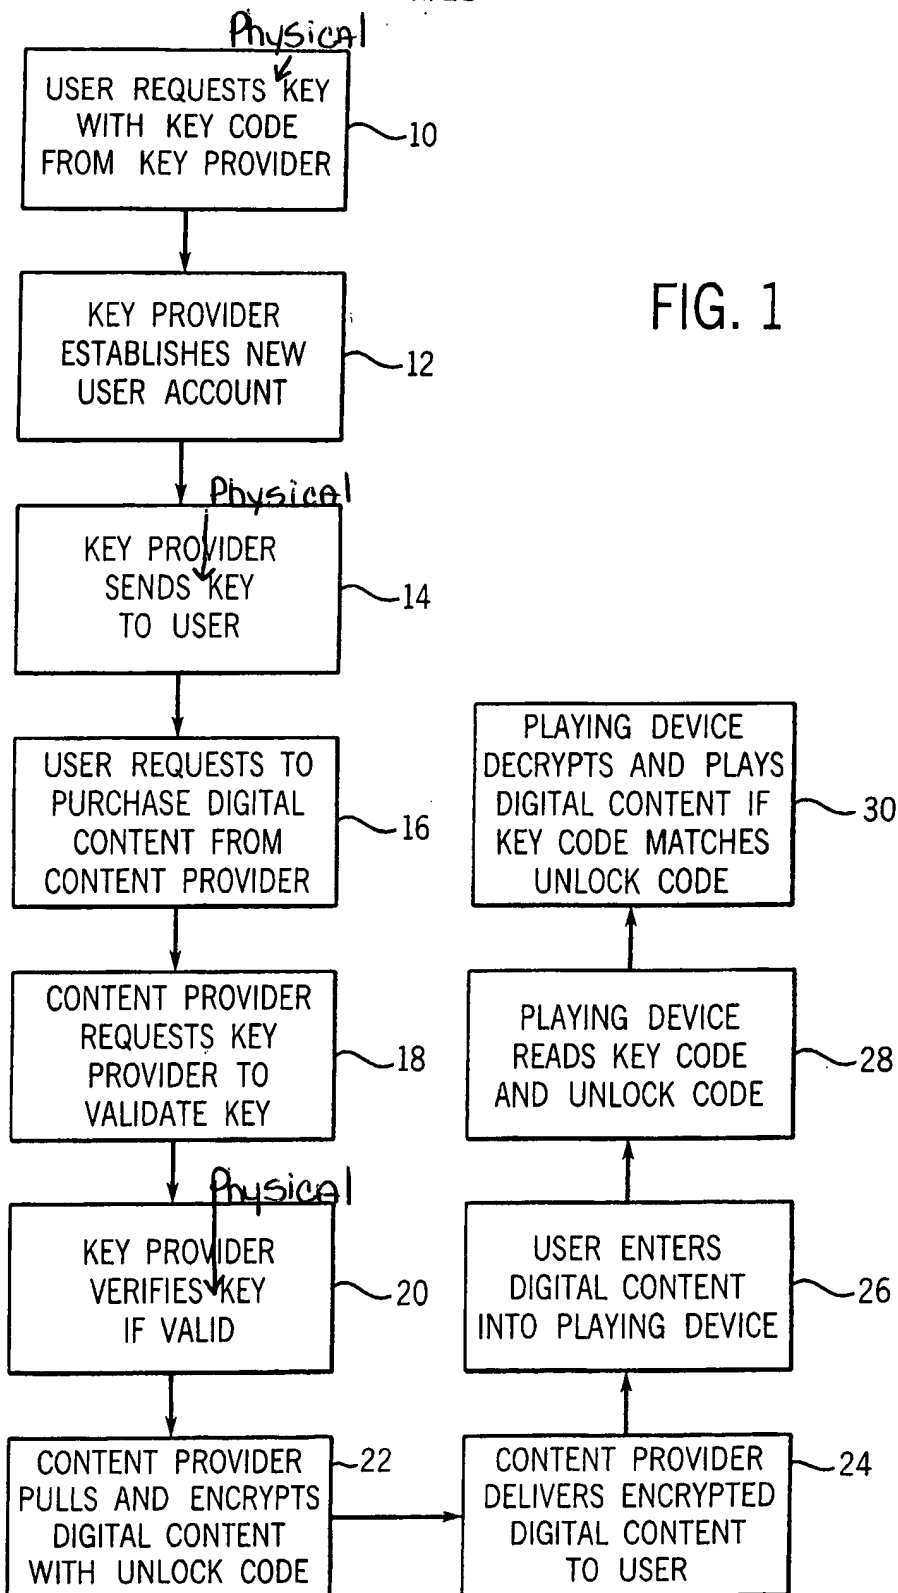 Physical
USER REQUESTS KEY
WITH KEY CODE
FROM KEY PROVIDER
10
KEY PROVIDER
ESTABLISHES NEW
USER ACCOUNT
12
FIG. 1
Physical
KEY PROVIDER
SENDS KEY
TO USER
14
USER REQUESTS TO
PURCHASE DIGITAL
CONTENT FROM
CONTENT PROVIDER
16
CONTENT PROVIDER
REQUESTS KEY
PROVIDER TO
VALIDATE KEY
18
Physical
KEY PROVIDER
VERIFIES KEY
IF VALID
20
CONTENT PROVIDER
PULLS AND ENCRYPTS
DIGITAL CONTENT
WITH UNLOCK CODE
22
CONTENT PROVIDER
DELIVERS ENCRYPTED
DIGITAL CONTENT
TO USER
24
USER ENTERS
DIGITAL CONTENT
INTO PLAYING DEVICE
26
PLAYING DEVICE
READS KEY CODE
AND UNLOCK CODE
28
PLAYING DEVICE
DECRYPTS AND PLAYS
DIGITAL CONTENT IF
KEY CODE MATCHES
UNLOCK CODE
30